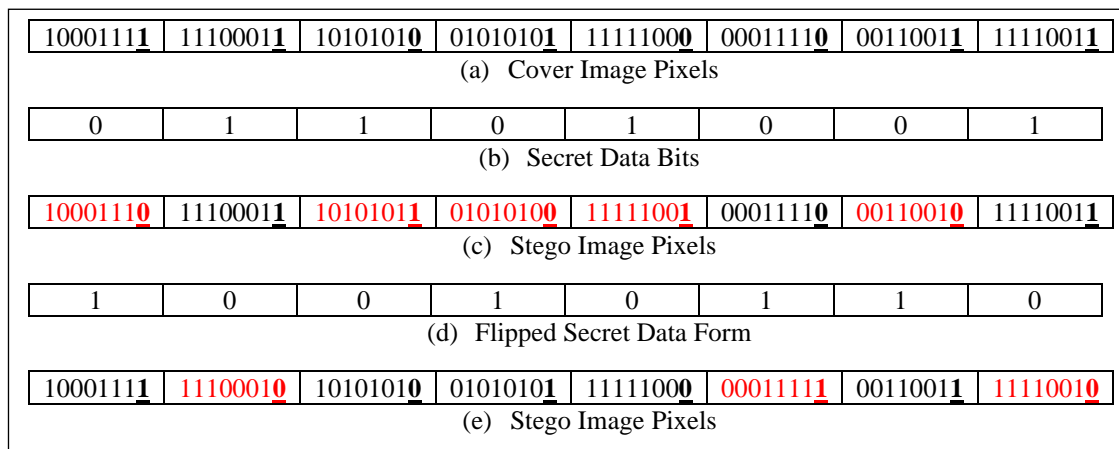 10001111 11100011 10101010 01010101 11111000 00011110 00110011 11110011
(a) Cover Image Pixels
0 1 1 0 1 0 0 1
(b) Secret Data Bits
10001110 11100011 10101011 01010100 11111001 00011110 00110010 11110011
(c) Stego Image Pixels
1 0 0 1 0 1 1 0
(d) Flipped Secret Data Form
10001111 11100010 10101010 01010101 11111000 00011111 00110011 11110010
(e) Stego Image Pixels